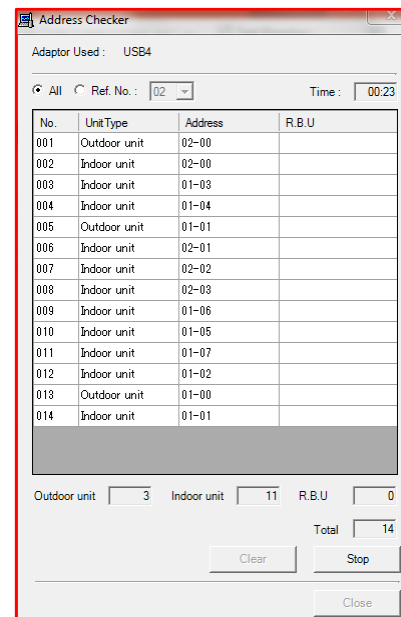 Address Checker
Adaptor Used : USB4
All Ref. No. : 02 Time : 00:23
No. UnitType Address R.B.U
001 Outdoor unit 02-00
002 Indoor unit 02-00
003 Indoor unit 01-03
004 Indoor unit 01-04
005 Outdoor unit 01-01
006 Indoor unit 02-01
007 Indoor unit 02-02
008 Indoor unit 02-03
009 Indoor unit 01-06
010 Indoor unit 01-05
011 Indoor unit 01-07
012 Indoor unit 01-02
013 Outdoor unit 01-00
014 Indoor unit 01-01
Outdoor unit 3 Indoor unit 11 R.B.U 0
Total 14
Clear Stop
Close